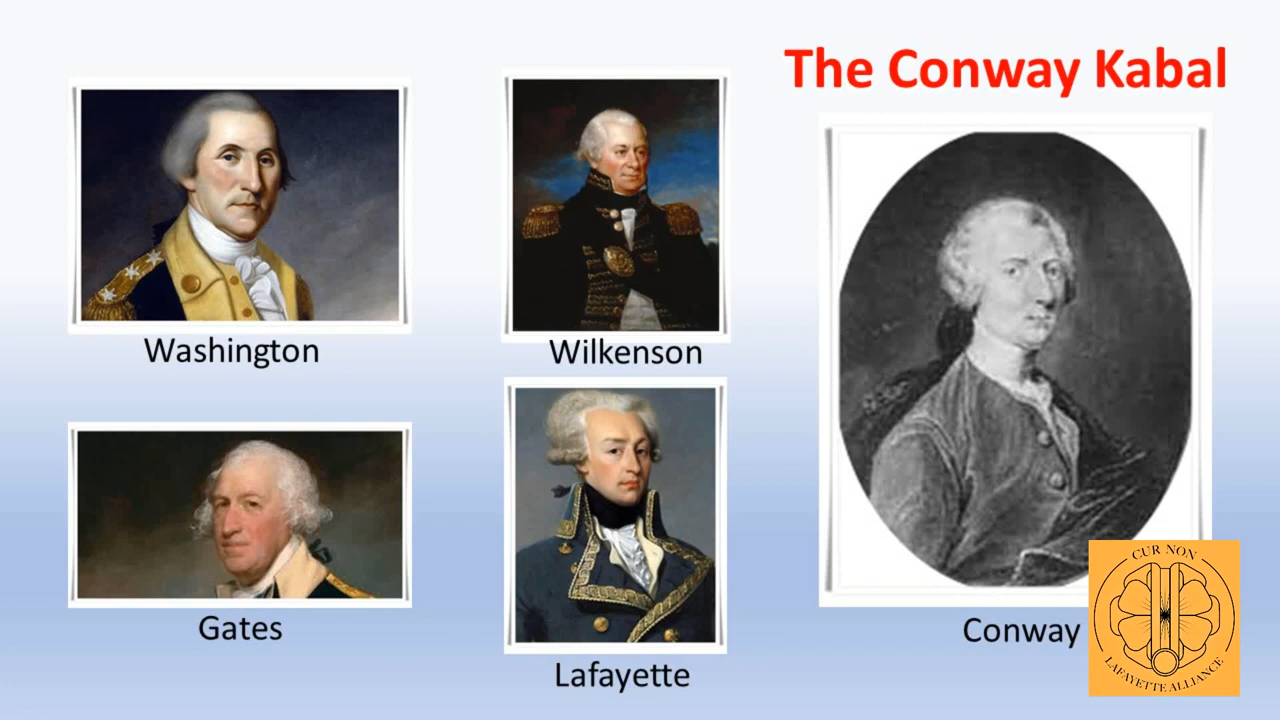 The Conway Kabal
Washington
Wilkenson
Gates
Lafayette
Conway
CUR NON
LAFAYETTE ALLIANCE